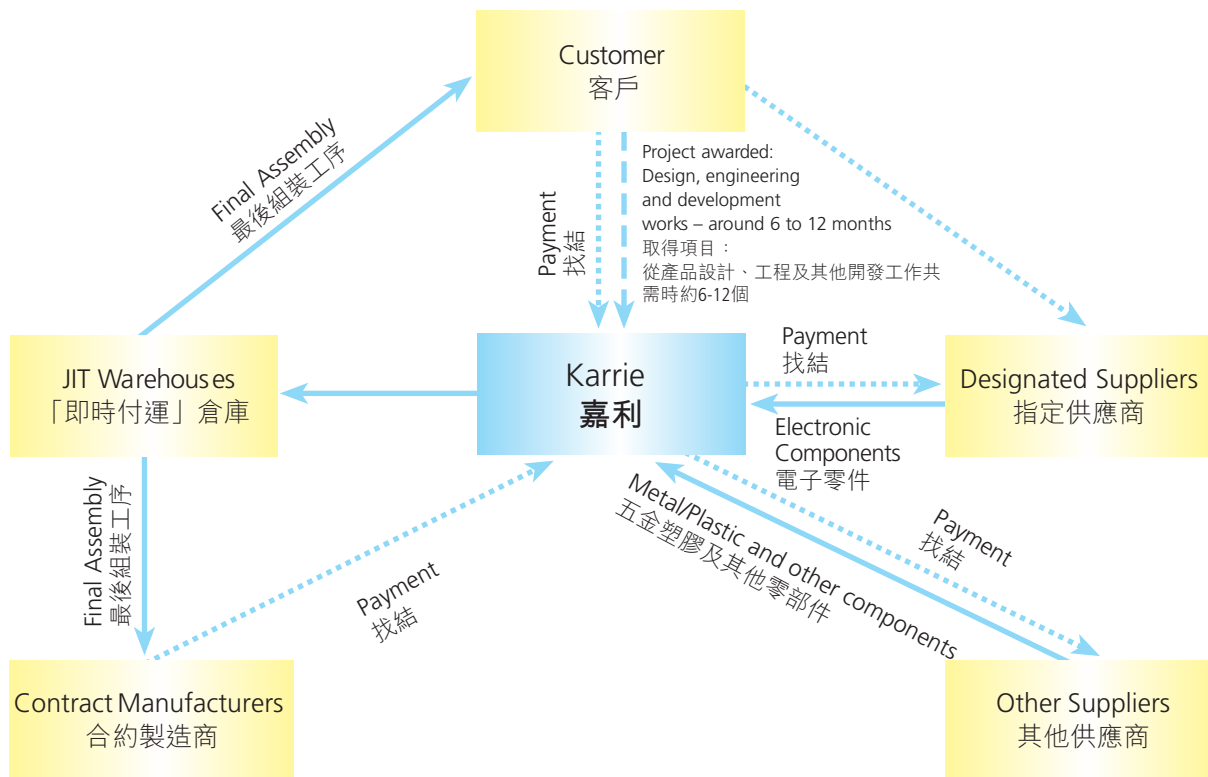 Customer
客戶
Final Assembly
最後組裝工序
Payment
找結
Project awarded:
Design, engineering
and development
works – around 6 to 12 months
取得項目：
從產品設計、工程及其他開發工作共
需時約6-12個
JIT Warehouses
「即時付運」倉庫
Karrie
嘉利
Payment
找結
Designated Suppliers
指定供應商
Electronic
Components
電子零件
Final Assembly
最後組裝工序
Payment
找結
Metal/Plastic and other components
五金塑膠及其他零部件
Payment
找結
Contract Manufacturers
合約製造商
Other Suppliers
其他供應商